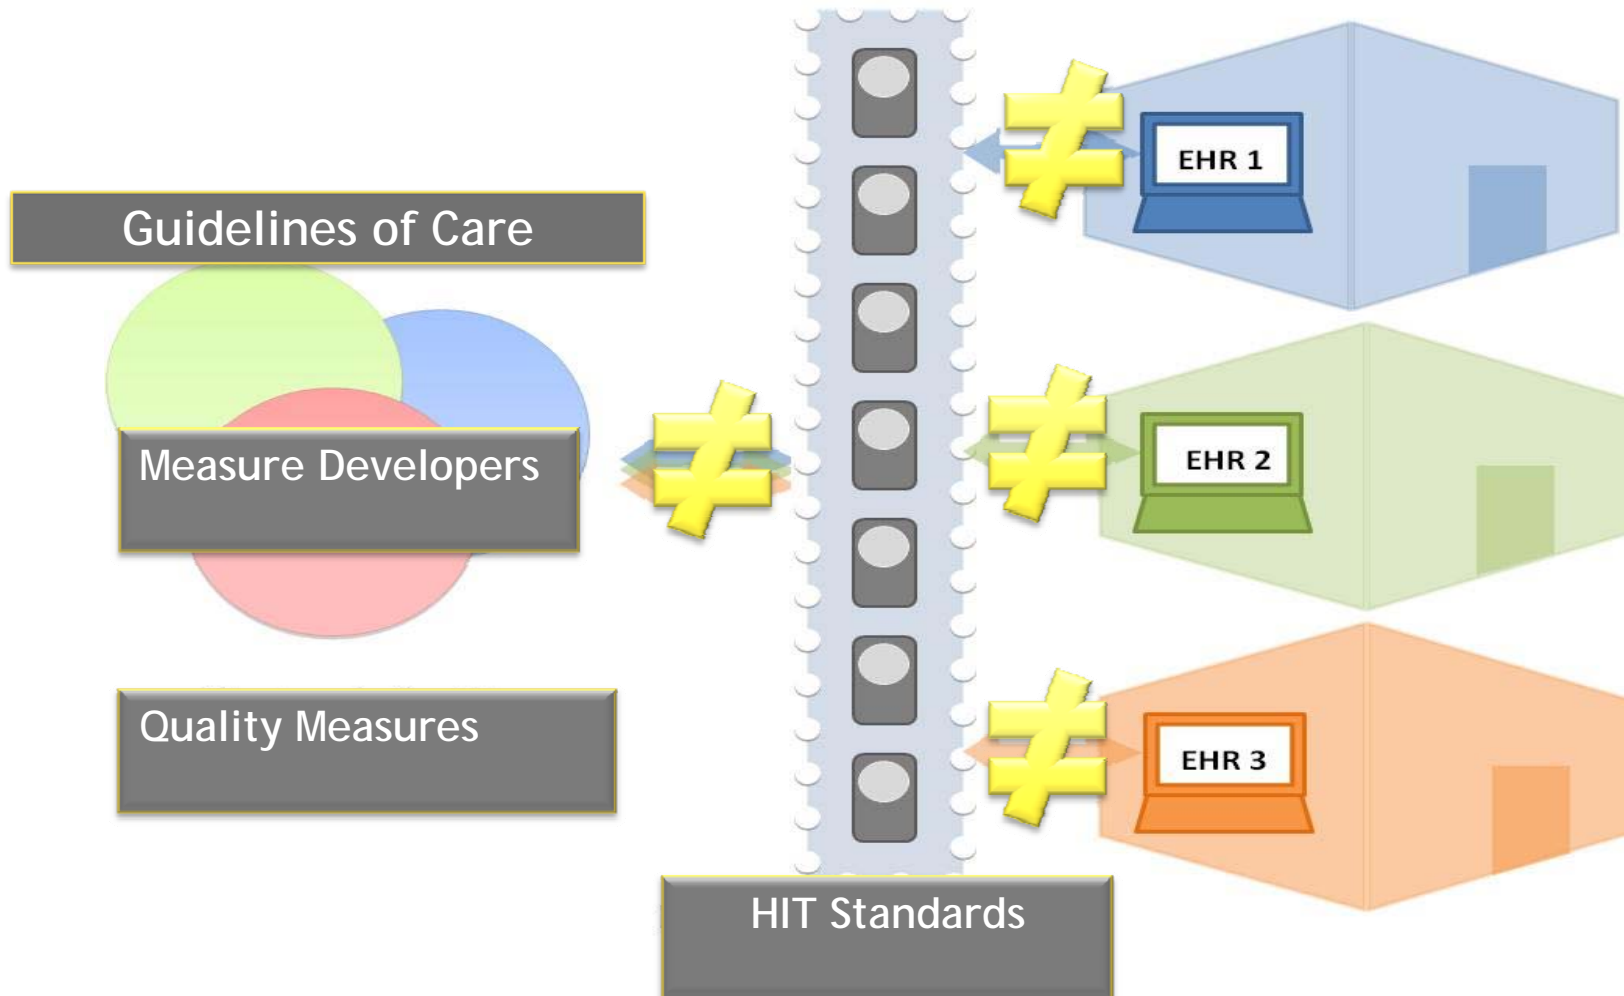 Guidelines of Care
Measure Developers
Quality Measures
HIT Standards
EHR 1
EHR 2
EHR 3